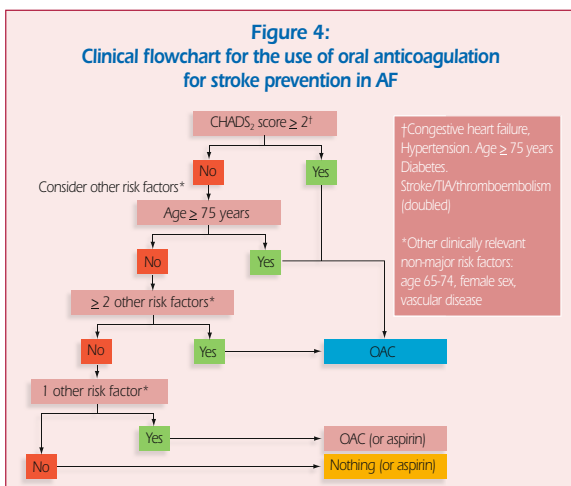 Figure 4:
Clinical flowchart for the use of oral anticoagulation
for stroke prevention in AF
CHADS₂ score ≥ 2†
No
Yes
Consider other risk factors*
Age ≥ 75 years
No
Yes
≥ 2 other risk factors*
No
Yes
OAC
1 other risk factor*
Yes
OAC (or aspirin)
No
Nothing (or aspirin)
†Congestive heart failure,
Hypertension. Age ≥ 75 years
Diabetes.
Stroke/TIA/thromboembolism
(doubled)
*Other clinically relevant
non-major risk factors:
age 65-74, female sex,
vascular disease